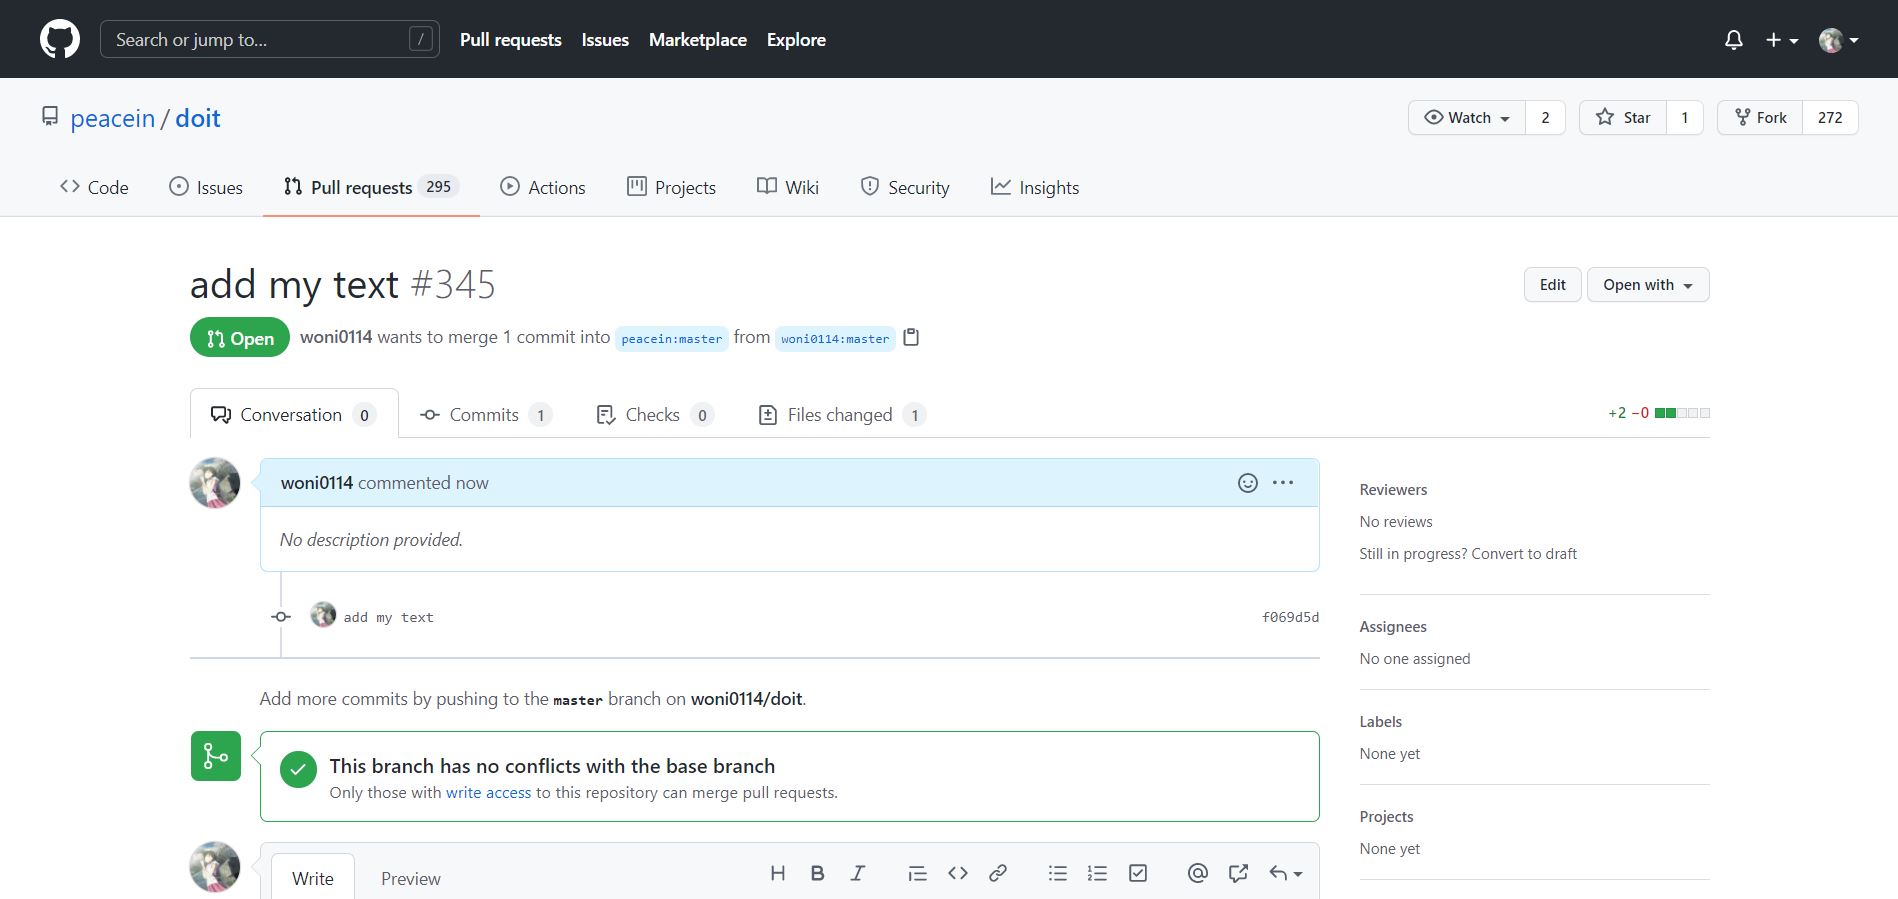 Search or jump to... /
Pull requests Issues Marketplace Explore
peacein / doit
Watch 2 Star 1 Fork 272
Code Issues Pull requests 295 Actions Projects Wiki Security Insights
add my text #345
Edit Open with
Open woni0114 wants to merge 1 commit into peacein:master from woni0114:master
Conversation 0 Commits 1 Checks 0 Files changed 1
+2 −0
woni0114 commented now
No description provided.
add my text f069d5d
Add more commits by pushing to the master branch on woni0114/doit.
This branch has no conflicts with the base branch
Only those with write access to this repository can merge pull requests.
Write Preview
H B I
Reviewers
No reviews
Still in progress? Convert to draft
Assignees
No one assigned
Labels
None yet
Projects
None yet